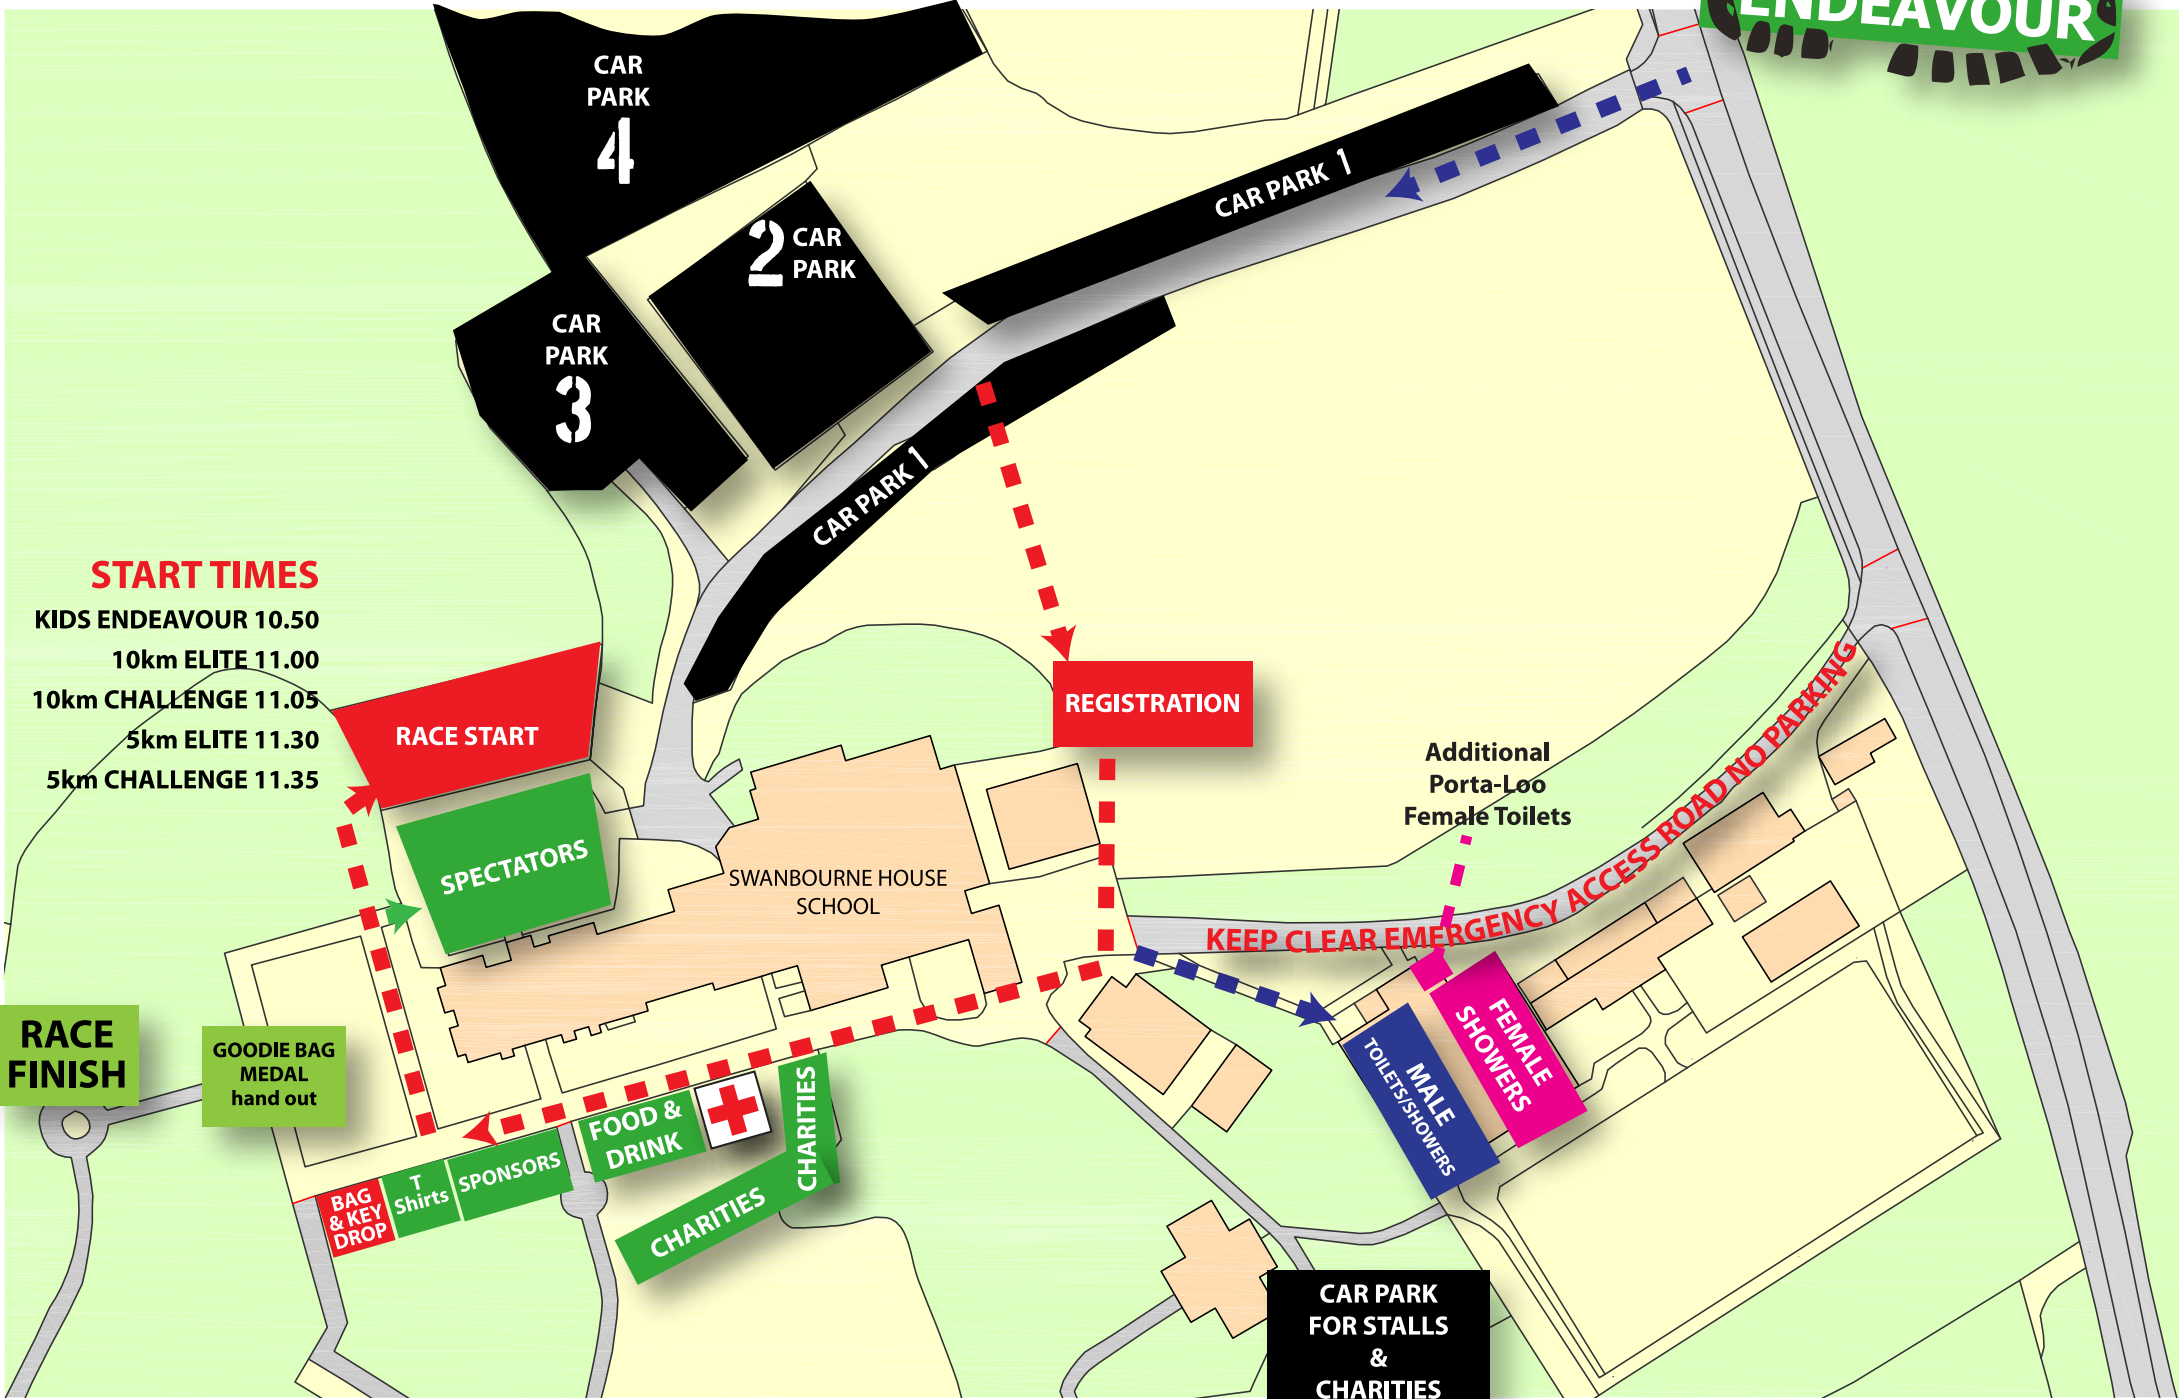 ENDEAVOUR
CAR
PARK
4
CAR PARK 1
2
CAR
PARK
CAR
PARK
3
CAR PARK 1
START TIMES
KIDS ENDEAVOUR 10.50
10km ELITE 11.00
10km CHALLENGE 11.05
5km ELITE 11.30
5km CHALLENGE 11.35
RACE START
REGISTRATION
SPECTATORS
SWANBOURNE HOUSE
SCHOOL
Additional
Porta-Loo
Female Toilets
KEEP CLEAR EMERGENCY ACCESS ROAD NO PARKING
RACE
FINISH
GOODIE BAG
MEDAL
hand out
FEMALE
SHOWERS
MALE
TOILETS/SHOWERS
BAG
& KEY
DROP
T
Shirts
SPONSORS
FOOD &
DRINK
CHARITIES
CHARITIES
CAR PARK
FOR STALLS
&
CHARITIES